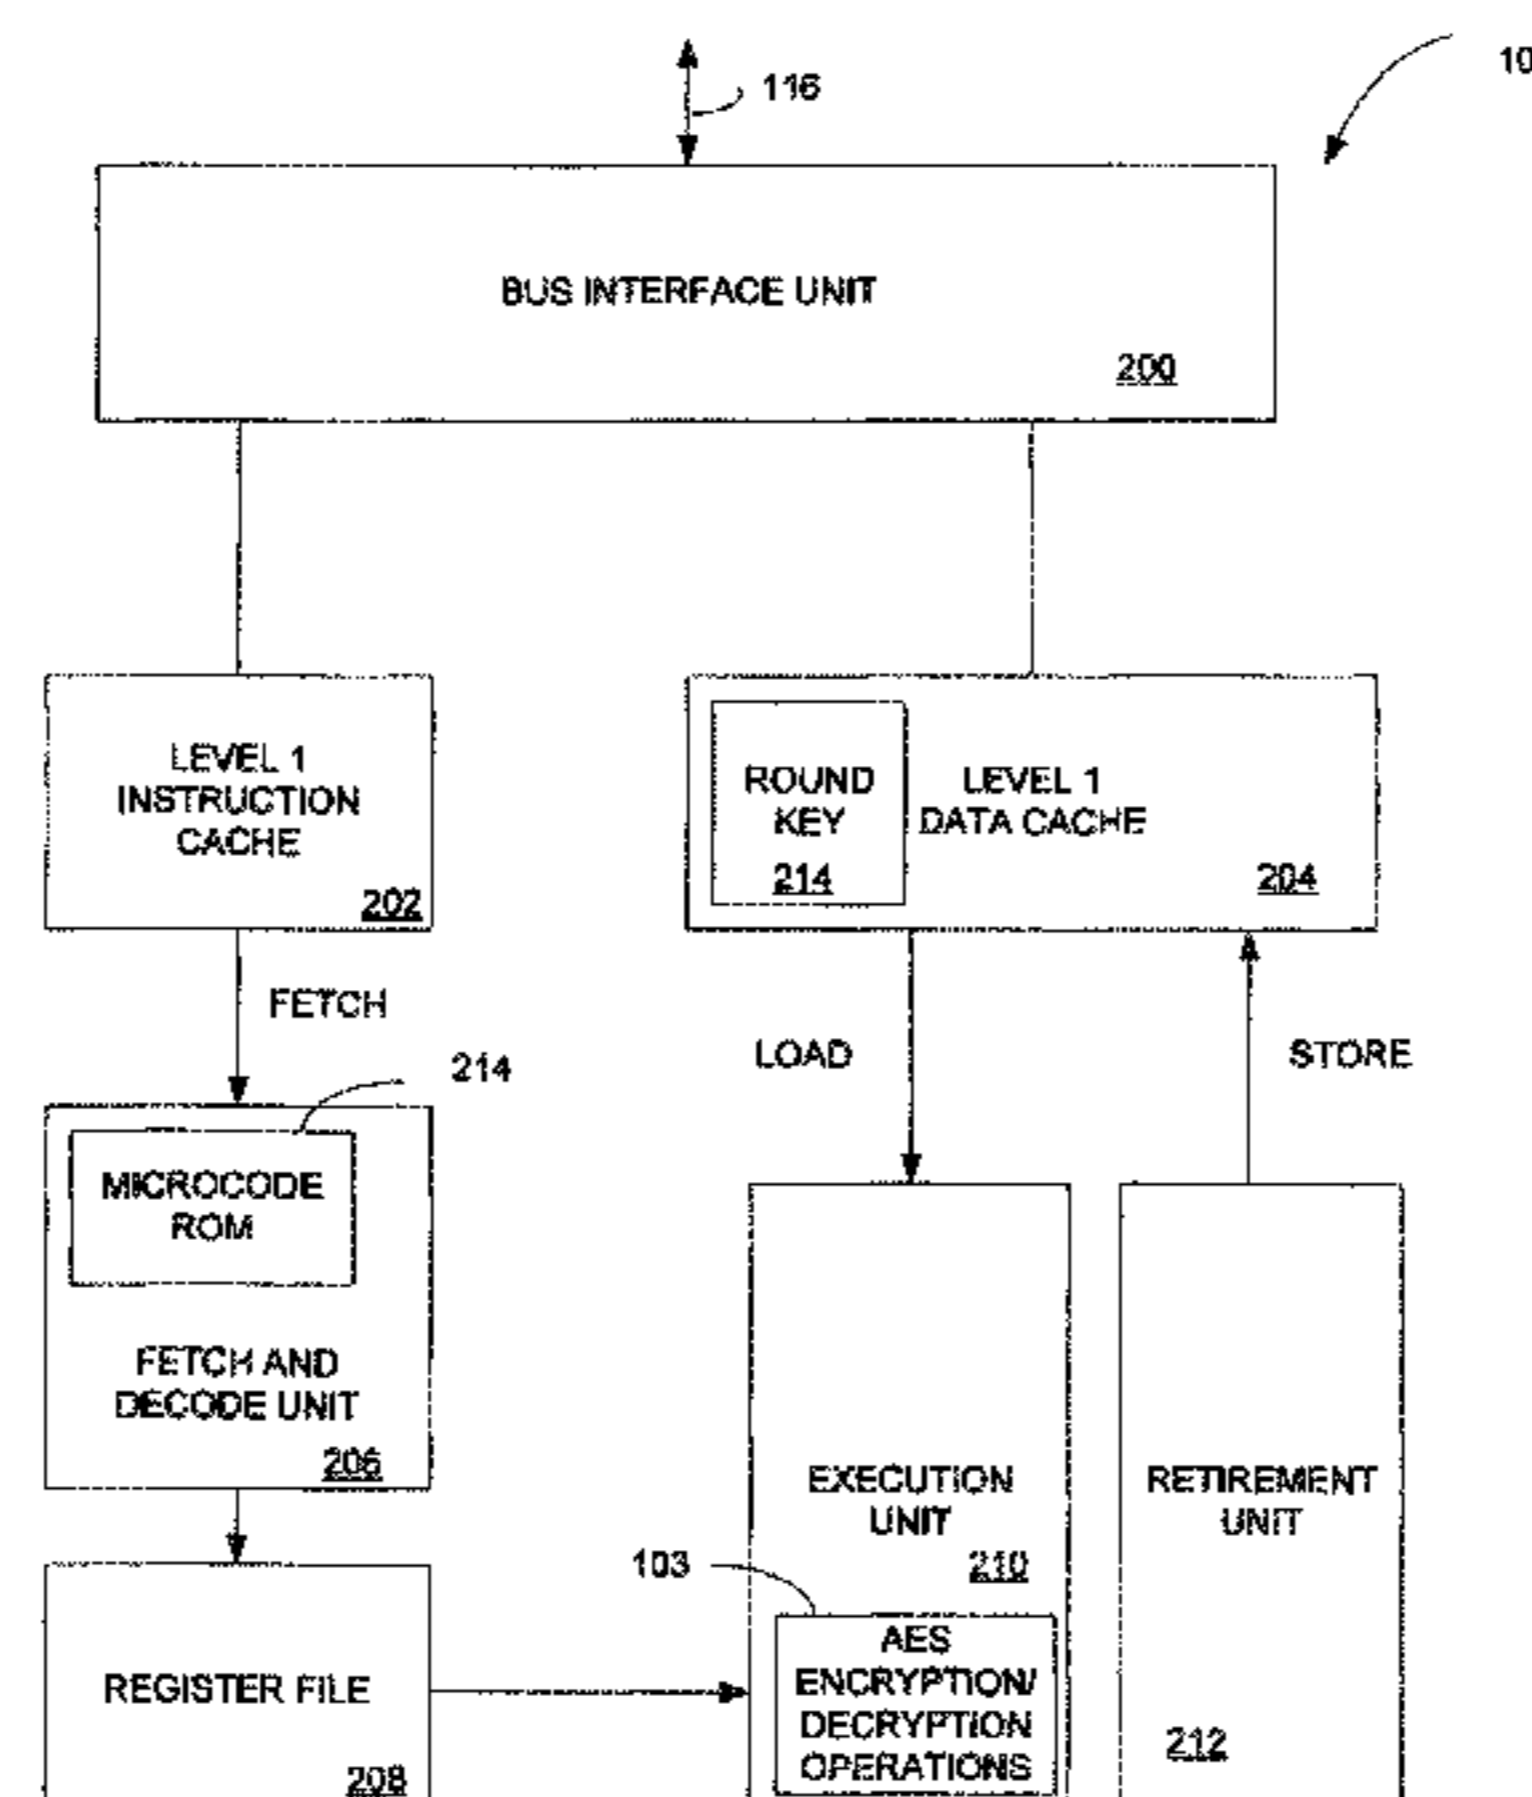 116
10
BUS INTERFACE UNIT
200
LEVEL 1
INSTRUCTION
CACHE
202
ROUND
KEY
214
LEVEL 1
DATA CACHE
204
FETCH
214
LOAD
STORE
MICROCODE
ROM
FETCH AND
DECODE UNIT
206
EXECUTION
UNIT
210
RETIREMENT
UNIT
212
103
AES
ENCRYPTION/
DECRYPTION
OPERATIONS
REGISTER FILE
208